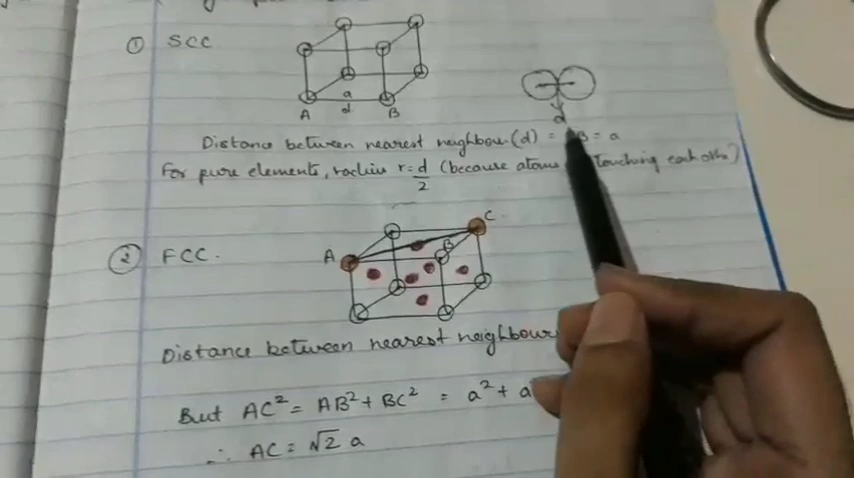 ① SCC
a
A d B
d
Distance between nearest neighbour (d) = B = a
For pure elements, radius r = d/2 (because atoms touching each other)
② FCC.
A B C
Distance between nearest neighbour
But AC² = AB² + BC² = a² + a
∴ AC = √2 a